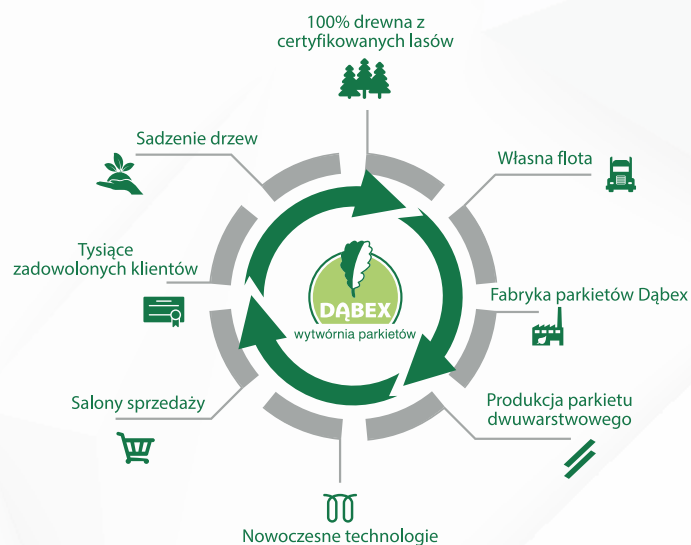 100% drewna z
certyfikowanych lasów
Własna flota
Fabryka parkietów Dąbex
Produkcja parkietu
dwuwarstwowego
Nowoczesne technologie
Salony sprzedaży
Tysiące
zadowolonych klientów
Sadzenie drzew
DĄBEX
wytwórnia parkietów